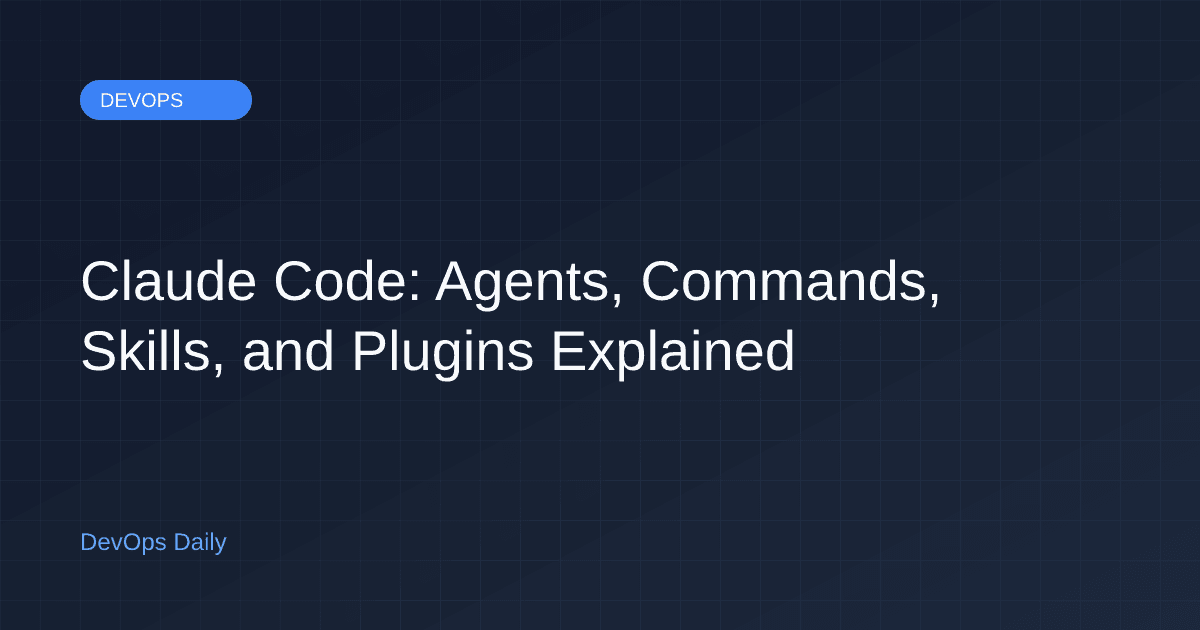 DEVOPS
Claude Code: Agents, Commands,
Skills, and Plugins Explained
DevOps Daily